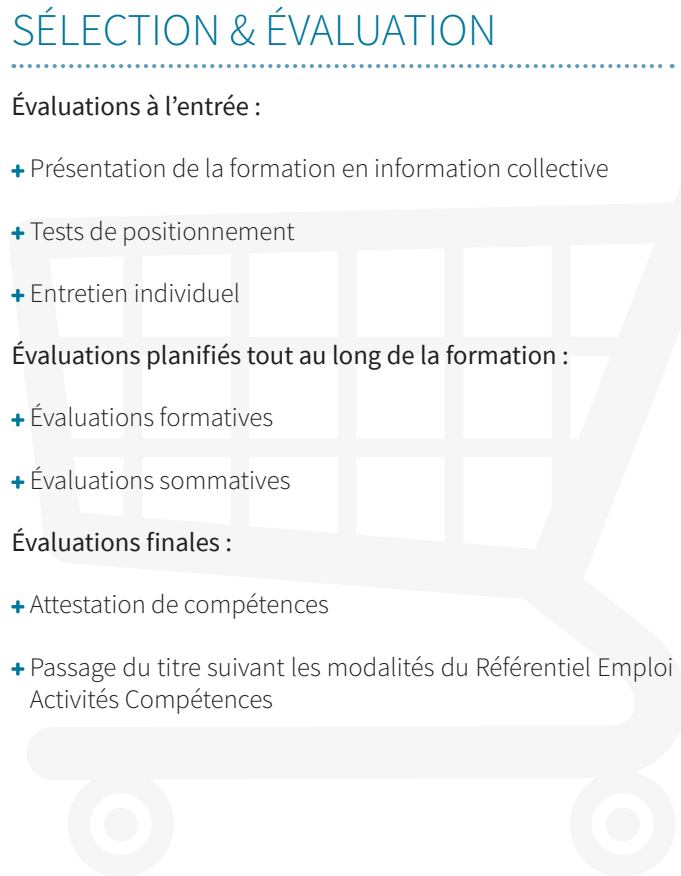 SÉLECTION & ÉVALUATION
Évaluations à l’entrée :
+ Présentation de la formation en information collective
+ Tests de positionnement
+ Entretien individuel
Évaluations planifiés tout au long de la formation :
+ Évaluations formatives
+ Évaluations sommatives
Évaluations finales :
+ Attestation de compétences
+ Passage du titre suivant les modalités du Référentiel Emploi
Activités Compétences